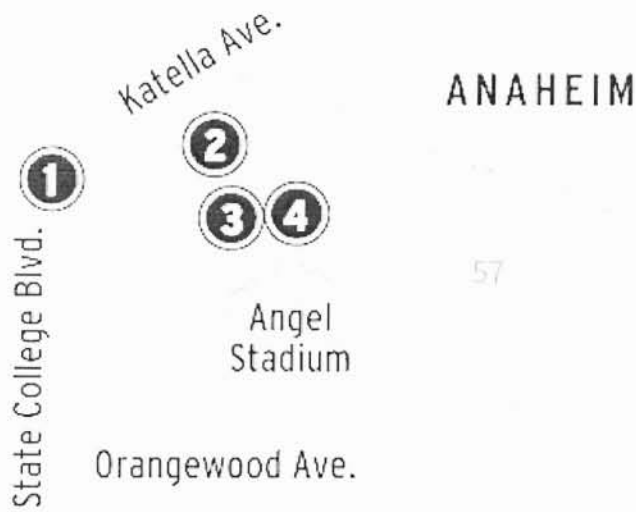 Katella Ave.
ANAHEIM
2
1
3 4
State College Blvd.
57
Angel
Stadium
Orangewood Ave.